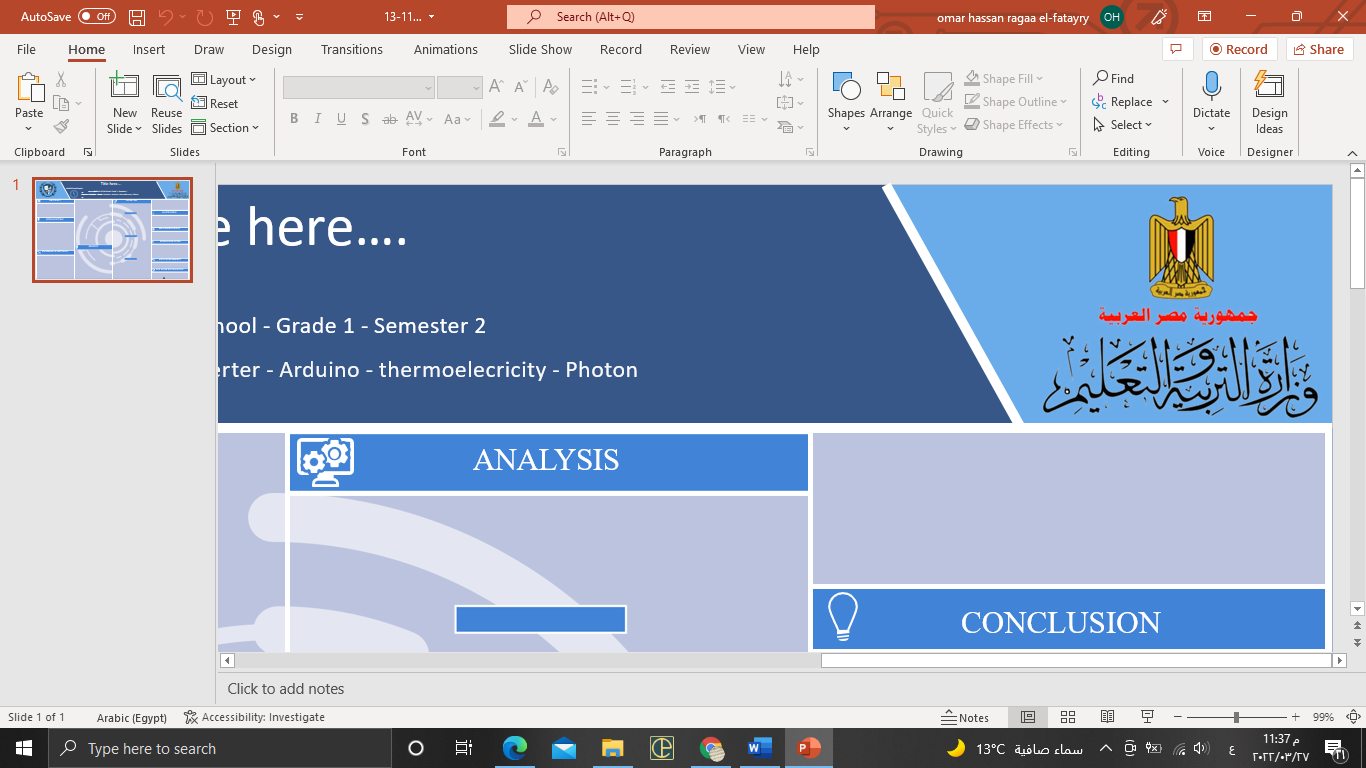 AutoSave Off 13-11... Search (Alt+Q) omar hassan ragaa el-fatayry OH
File Home Insert Draw Design Transitions Animations Slide Show Record Review View Help Record Share
Paste
New Slide
Reuse Slides
Layout
Reset
Section
B I U S ab AV Aa A
Shapes
Arrange
Quick Styles
Shape Fill
Shape Outline
Shape Effects
Find
Replace
Select
Dictate
Design Ideas
Clipboard Slides Font Paragraph Drawing Editing Voice Designer
1
e here....
hool - Grade 1 - Semester 2
erter - Arduino - thermoelecricity - Photon
جمهورية مصر العربية
وزارة التربية والتعليم
ANALYSIS
CONCLUSION
Click to add notes
Slide 1 of 1 Arabic (Egypt) Accessibility: Investigate Notes 99%
Type here to search
13°C سماء صافية
ع
11:37 م
٢٠٢٢/٠٣/٢٧
٢١